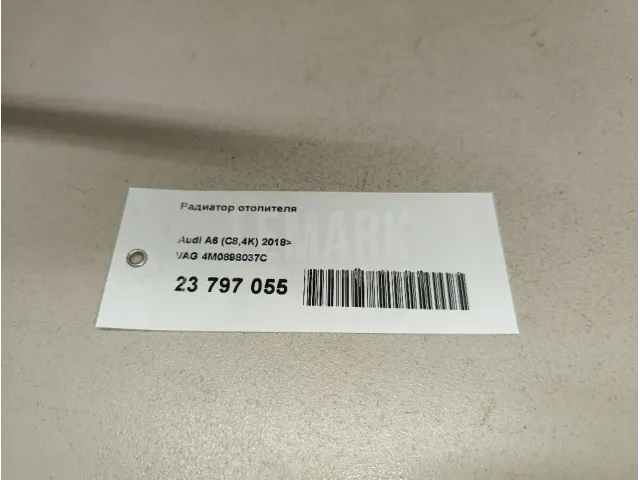 Радиатор отопителя
Audi A6 (C8,4K) 2018>
VAG 4M0898037C
23 797 055